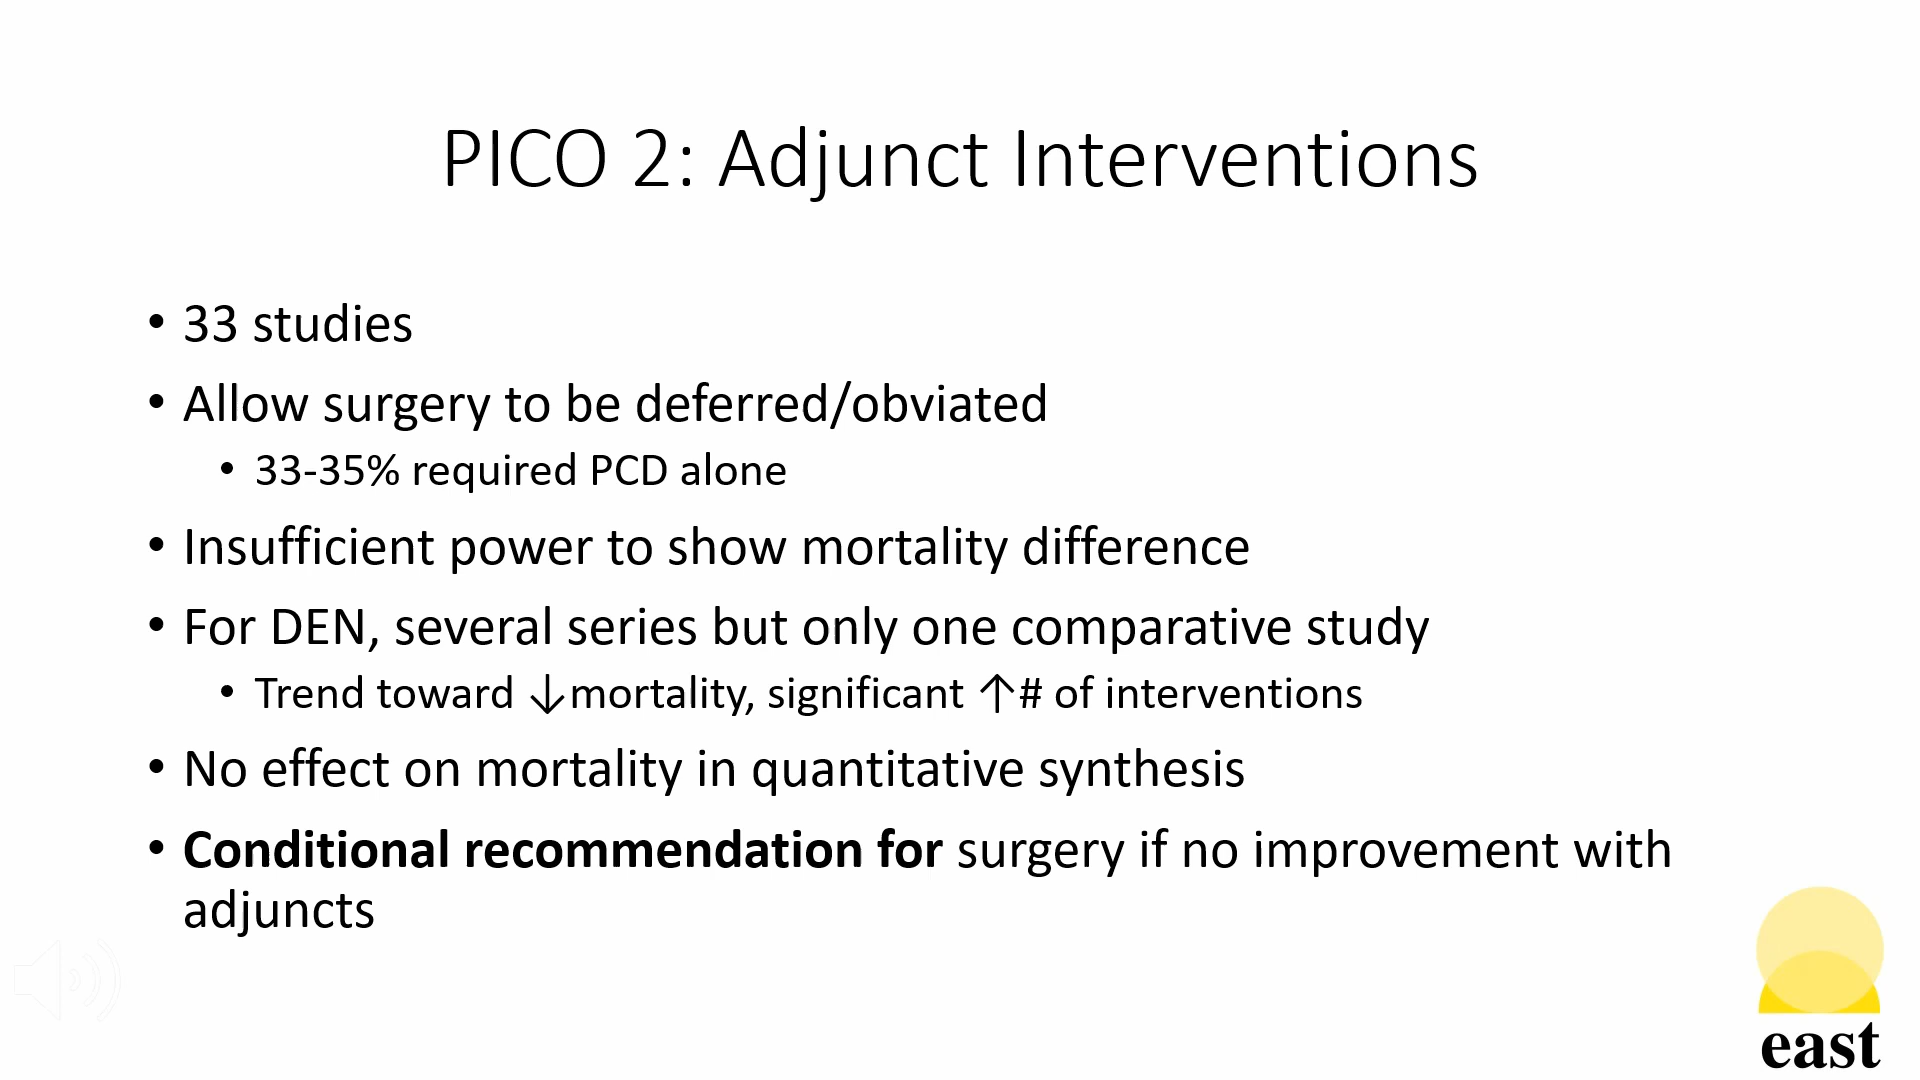 PICO 2: Adjunct Interventions
• 33 studies
• Allow surgery to be deferred/obviated
• 33-35% required PCD alone
• Insufficient power to show mortality difference
• For DEN, several series but only one comparative study
• Trend toward ↓mortality, significant ↑# of interventions
• No effect on mortality in quantitative synthesis
• Conditional recommendation for surgery if no improvement with
adjuncts
east